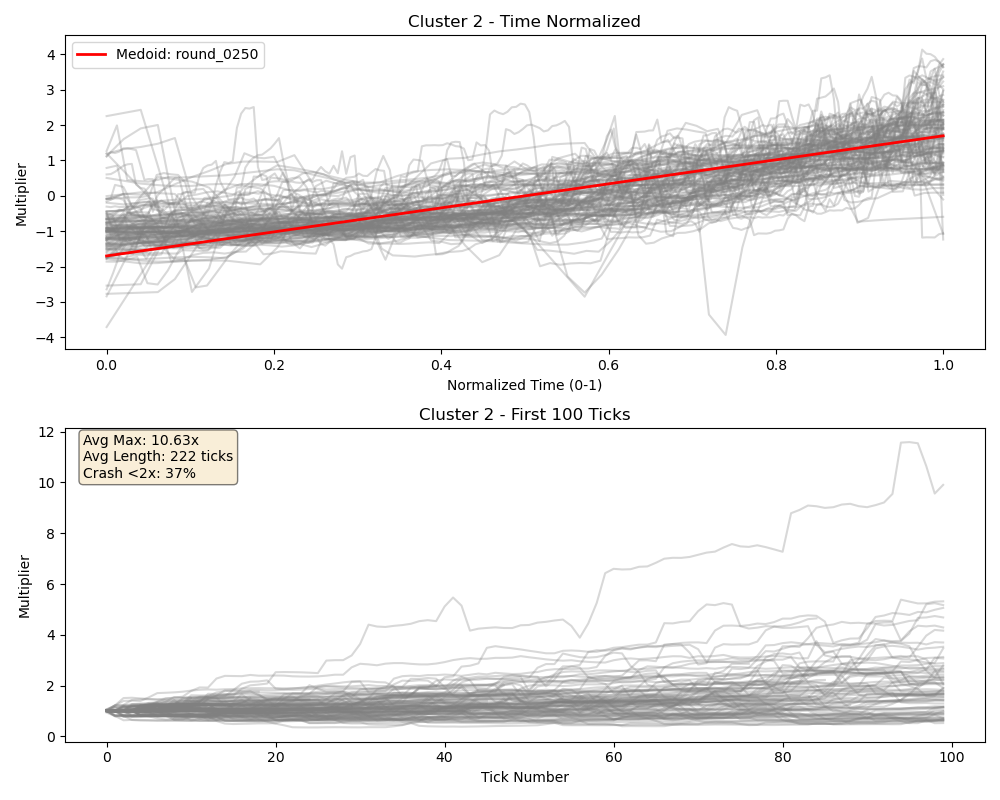 Cluster 2 - Time Normalized
Medoid: round_0250
Multiplier
4
3
2
1
0
−1
−2
−3
−4
0.0 0.2 0.4 0.6 0.8 1.0
Normalized Time (0-1)
Cluster 2 - First 100 Ticks
Avg Max: 10.63x
Avg Length: 222 ticks
Crash <2x: 37%
Multiplier
12
10
8
6
4
2
0
0 20 40 60 80 100
Tick Number